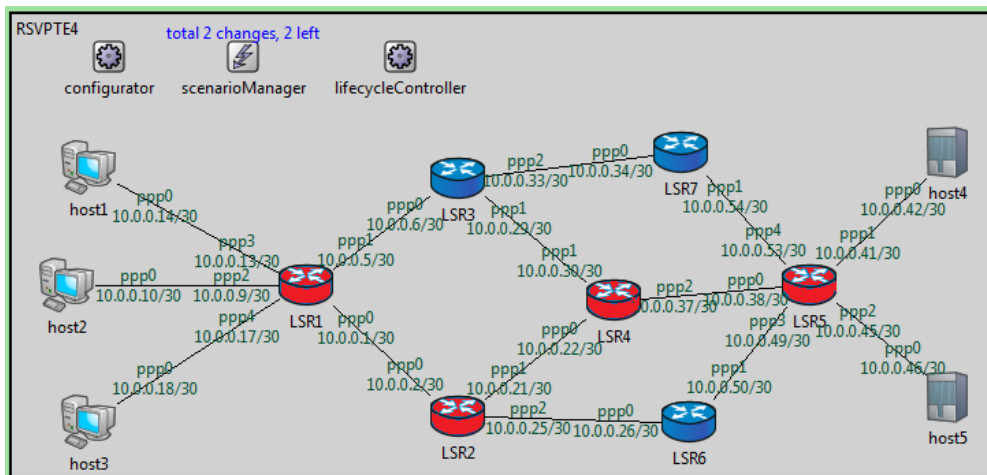 RSVPTE4
total 2 changes, 2 left
configurator
scenarioManager
lifecycleController
host1
ppp0
10.0.0.14/30
ppp3
10.0.0.13/30
host2
ppp0
10.0.0.10/30
ppp2
10.0.0.9/30
host3
ppp0
10.0.0.18/30
ppp4
10.0.0.17/30
LSR1
ppp1
10.0.0.5/30
ppp0
10.0.0.1/30
LSR3
ppp0
10.0.0.6/30
ppp2
10.0.0.33/30
ppp1
10.0.0.29/30
LSR7
ppp0
10.0.0.34/30
ppp1
10.0.0.54/30
LSR4
ppp1
10.0.0.30/30
ppp2
10.0.0.37/30
ppp0
10.0.0.22/30
LSR2
ppp0
10.0.0.2/30
ppp1
10.0.0.21/30
ppp2
10.0.0.25/30
LSR6
ppp0
10.0.0.26/30
ppp1
10.0.0.50/30
LSR5
ppp4
10.0.0.53/30
ppp0
10.0.0.38/30
ppp3
10.0.0.49/30
ppp1
10.0.0.41/30
ppp2
10.0.0.45/30
host4
ppp0
10.0.0.42/30
host5
ppp0
10.0.0.46/30